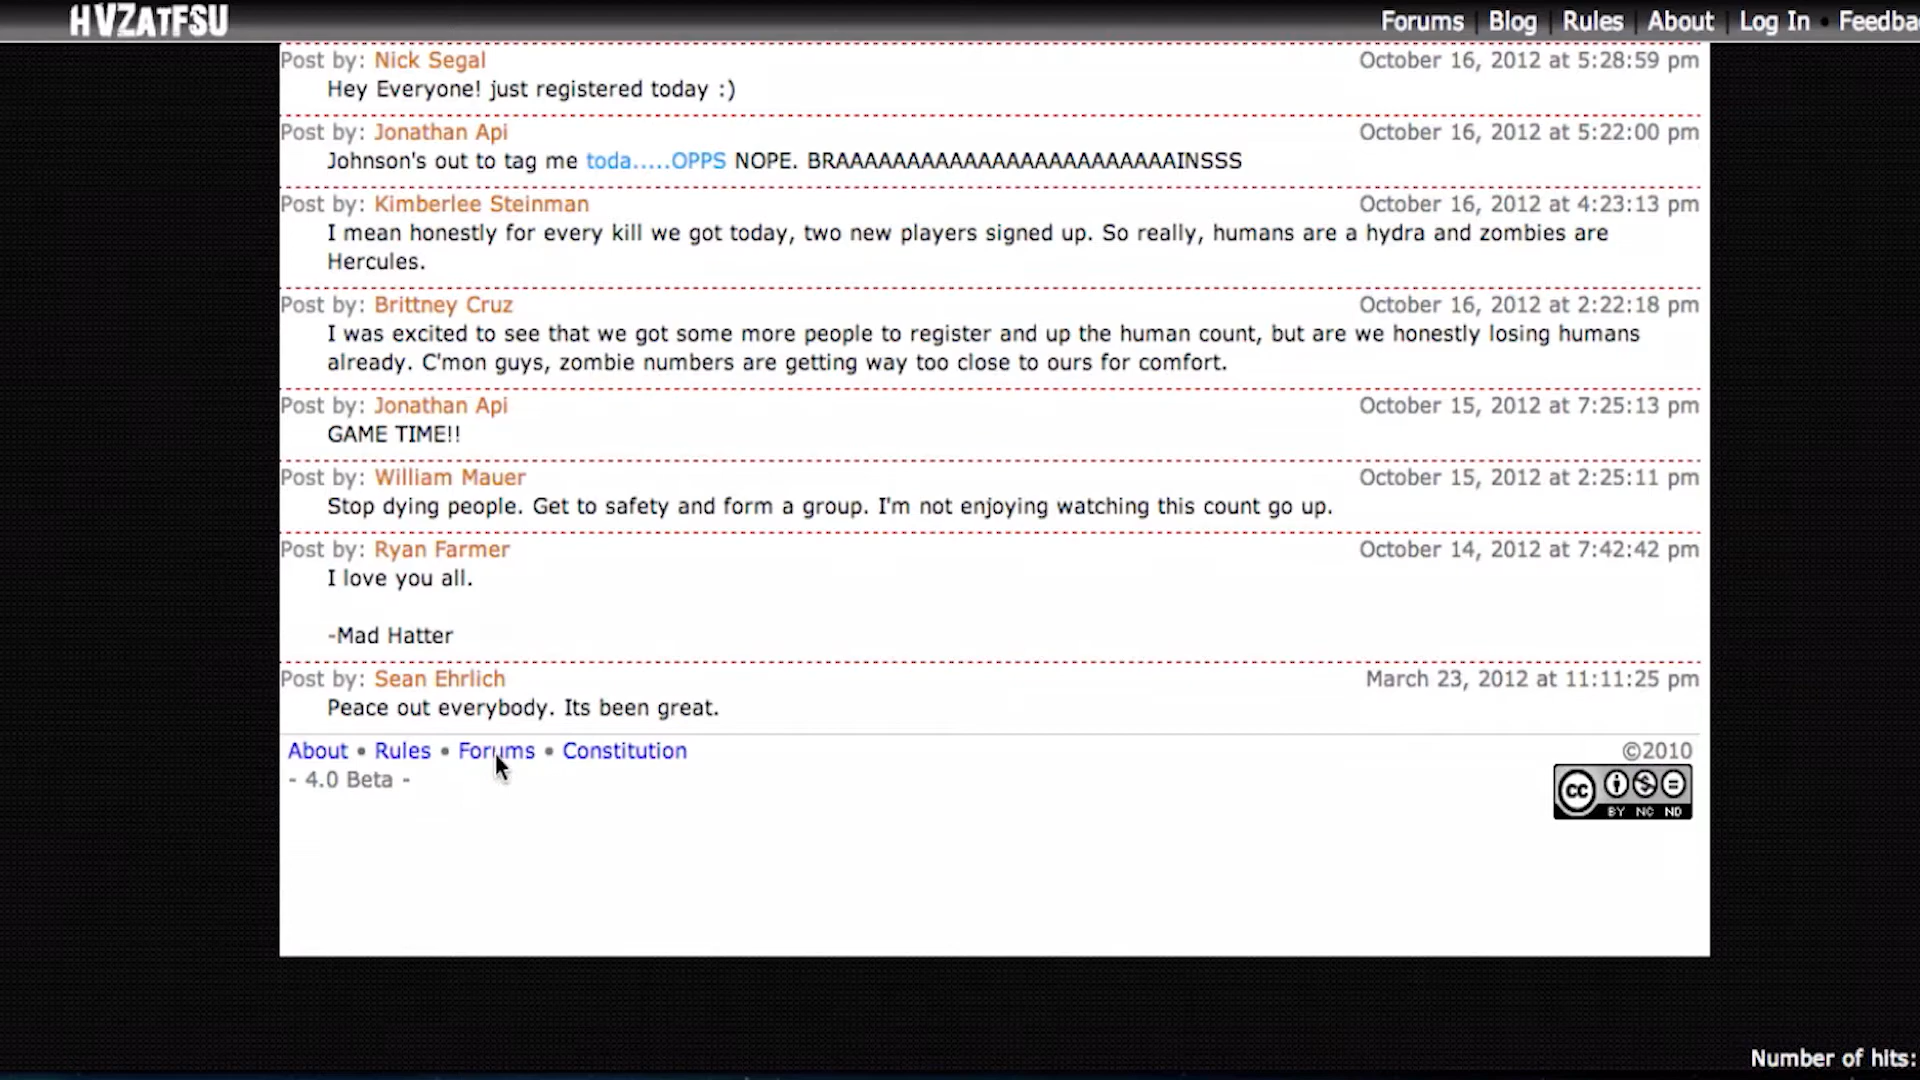 HVZATFSU
Forums Blog Rules About Log In • Feedba
Post by: Nick Segal October 16, 2012 at 5:28:59 pm
Hey Everyone! just registered today :)
Post by: Jonathan Api October 16, 2012 at 5:22:00 pm
Johnson's out to tag me toda.....OPPS NOPE. BRAAAAAAAAAAAAAAAAAAAAAAAAINSSS
Post by: Kimberlee Steinman October 16, 2012 at 4:23:13 pm
I mean honestly for every kill we got today, two new players signed up. So really, humans are a hydra and zombies are
Hercules.
Post by: Brittney Cruz October 16, 2012 at 2:22:18 pm
I was excited to see that we got some more people to register and up the human count, but are we honestly losing humans
already. C'mon guys, zombie numbers are getting way too close to ours for comfort.
Post by: Jonathan Api October 15, 2012 at 7:25:13 pm
GAME TIME!!
Post by: William Mauer October 15, 2012 at 2:25:11 pm
Stop dying people. Get to safety and form a group. I'm not enjoying watching this count go up.
Post by: Ryan Farmer October 14, 2012 at 7:42:42 pm
I love you all.
-Mad Hatter
Post by: Sean Ehrlich March 23, 2012 at 11:11:25 pm
Peace out everybody. Its been great.
About • Rules • Forums • Constitution ©2010
- 4.0 Beta -
cc BY NC ND
Number of hits: